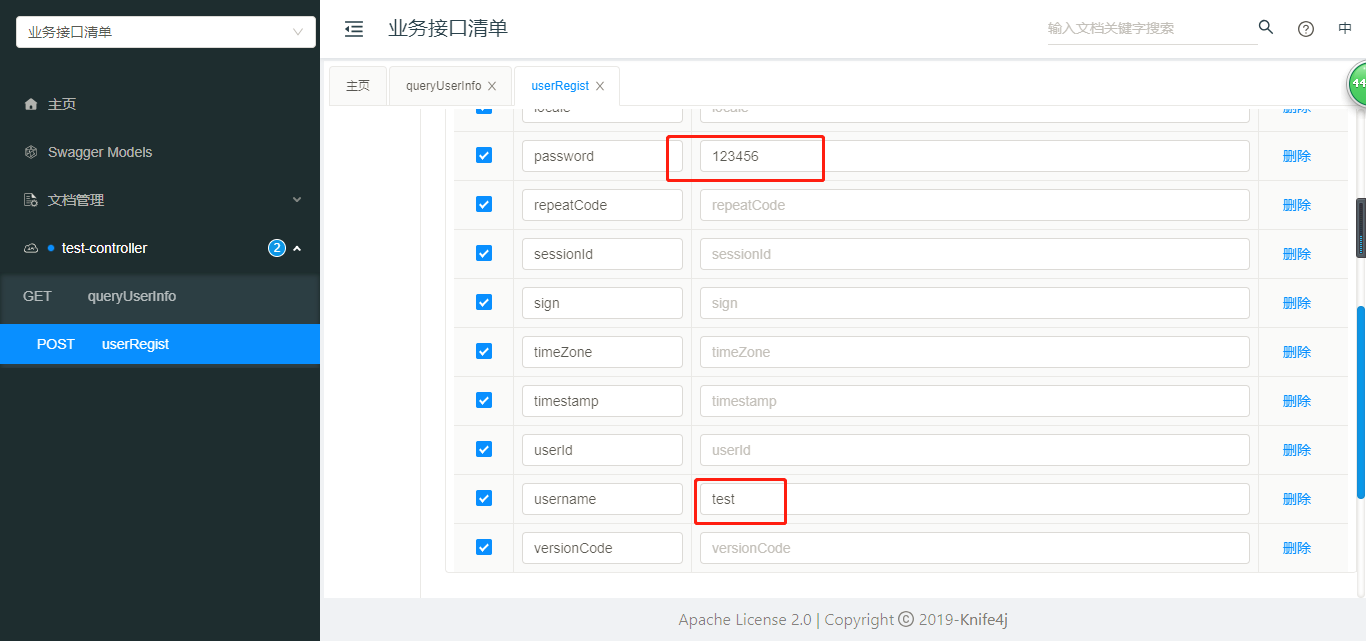 业务接口清单
业务接口清单
输入文档关键字搜索
中
主页
queryUserInfo
userRegist
44
主页
Swagger Models
文档管理
test-controller
2
GET queryUserInfo
POST userRegist
locale locale 删除
password 123456 删除
repeatCode repeatCode 删除
sessionId sessionId 删除
sign sign 删除
timeZone timeZone 删除
timestamp timestamp 删除
userId userId 删除
username test 删除
versionCode versionCode 删除
Apache License 2.0 | Copyright © 2019-Knife4j